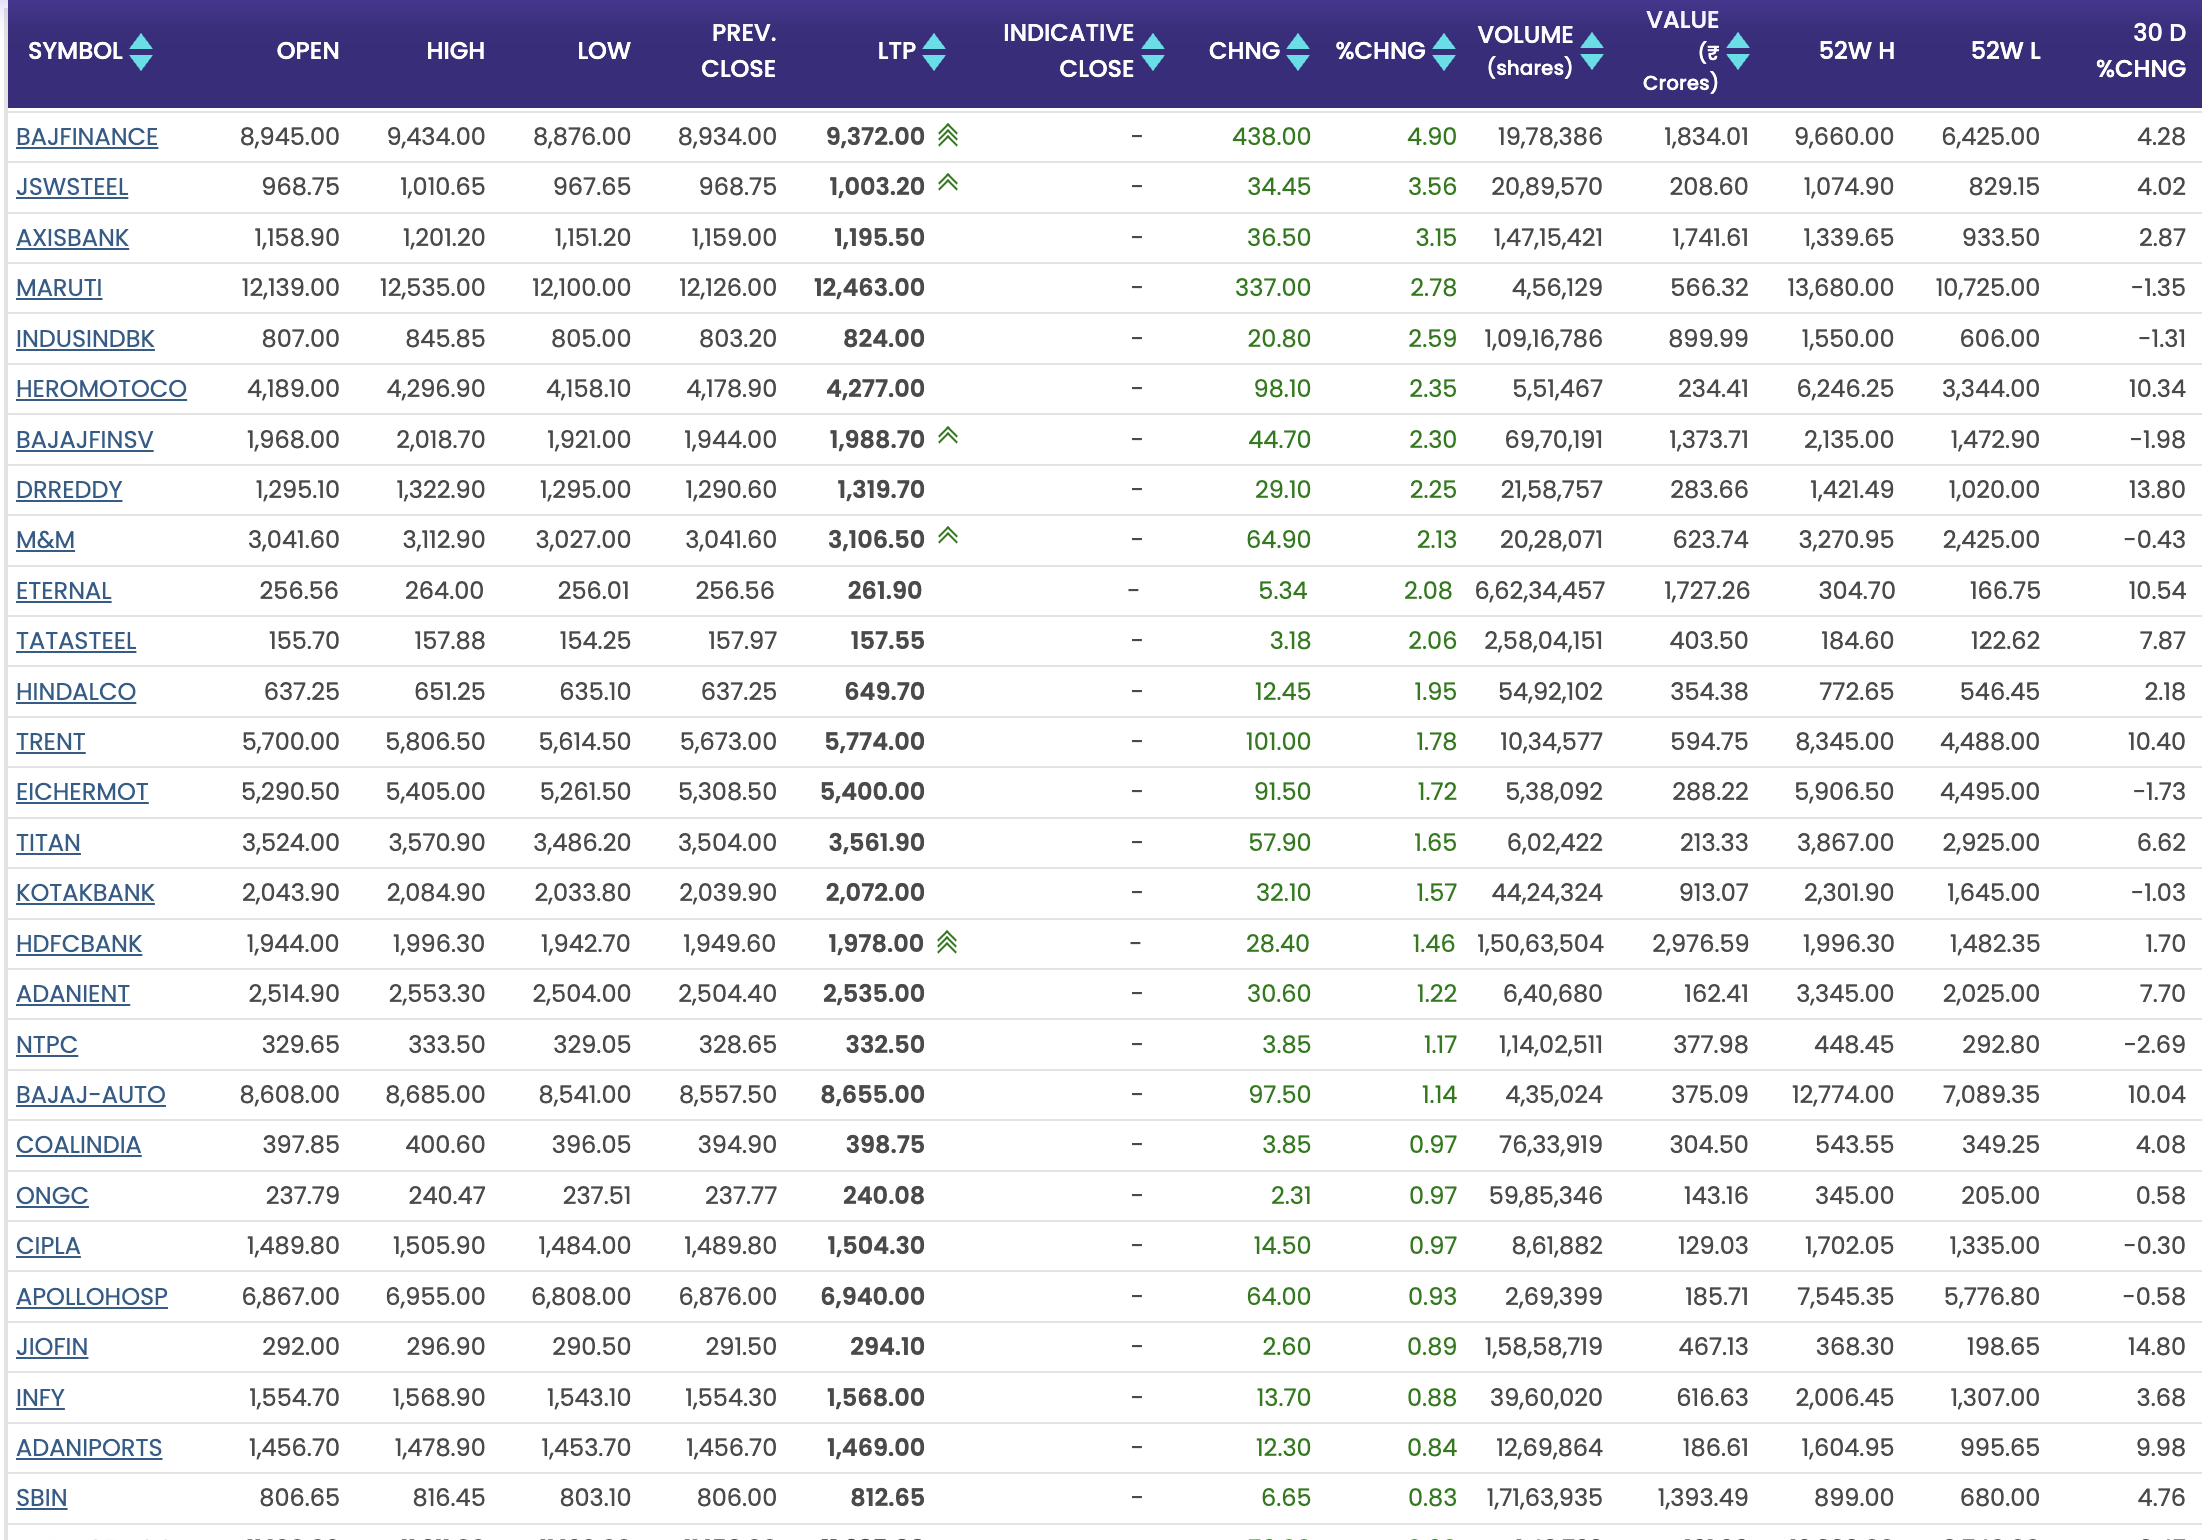 SYMBOL OPEN HIGH LOW PREV. CLOSE LTP INDICATIVE CLOSE CHNG %CHNG VOLUME (shares) VALUE (₹ Crores) 52W H 52W L 30 D %CHNG
BAJFINANCE 8,945.00 9,434.00 8,876.00 8,934.00 9,372.00 - 438.00 4.90 19,78,386 1,834.01 9,660.00 6,425.00 4.28
JSWSTEEL 968.75 1,010.65 967.65 968.75 1,003.20 - 34.45 3.56 20,89,570 208.60 1,074.90 829.15 4.02
AXISBANK 1,158.90 1,201.20 1,151.20 1,159.00 1,195.50 - 36.50 3.15 1,47,15,421 1,741.61 1,339.65 933.50 2.87
MARUTI 12,139.00 12,535.00 12,100.00 12,126.00 12,463.00 - 337.00 2.78 4,56,129 566.32 13,680.00 10,725.00 -1.35
INDUSINDBK 807.00 845.85 805.00 803.20 824.00 - 20.80 2.59 1,09,16,786 899.99 1,550.00 606.00 -1.31
HEROMOTOCO 4,189.00 4,296.90 4,158.10 4,178.90 4,277.00 - 98.10 2.35 5,51,467 234.41 6,246.25 3,344.00 10.34
BAJAJFINSV 1,968.00 2,018.70 1,921.00 1,944.00 1,988.70 - 44.70 2.30 69,70,191 1,373.71 2,135.00 1,472.90 -1.98
DRREDDY 1,295.10 1,322.90 1,295.00 1,290.60 1,319.70 - 29.10 2.25 21,58,757 283.66 1,421.49 1,020.00 13.80
M&M 3,041.60 3,112.90 3,027.00 3,041.60 3,106.50 - 64.90 2.13 20,28,071 623.74 3,270.95 2,425.00 -0.43
ETERNAL 256.56 264.00 256.01 256.56 261.90 - 5.34 2.08 6,62,34,457 1,727.26 304.70 166.75 10.54
TATASTEEL 155.70 157.88 154.25 157.97 157.55 - 3.18 2.06 2,58,04,151 403.50 184.60 122.62 7.87
HINDALCO 637.25 651.25 635.10 637.25 649.70 - 12.45 1.95 54,92,102 354.38 772.65 546.45 2.18
TRENT 5,700.00 5,806.50 5,614.50 5,673.00 5,774.00 - 101.00 1.78 10,34,577 594.75 8,345.00 4,488.00 10.40
EICHERMOT 5,290.50 5,405.00 5,261.50 5,308.50 5,400.00 - 91.50 1.72 5,38,092 288.22 5,906.50 4,495.00 -1.73
TITAN 3,524.00 3,570.90 3,486.20 3,504.00 3,561.90 - 57.90 1.65 6,02,422 213.33 3,867.00 2,925.00 6.62
KOTAKBANK 2,043.90 2,084.90 2,033.80 2,039.90 2,072.00 - 32.10 1.57 44,24,324 913.07 2,301.90 1,645.00 -1.03
HDFCBANK 1,944.00 1,996.30 1,942.70 1,949.60 1,978.00 - 28.40 1.46 1,50,63,504 2,976.59 1,996.30 1,482.35 1.70
ADANIENT 2,514.90 2,553.30 2,504.00 2,504.40 2,535.00 - 30.60 1.22 6,40,680 162.41 3,345.00 2,025.00 7.70
NTPC 329.65 333.50 329.05 328.65 332.50 - 3.85 1.17 1,14,02,511 377.98 448.45 292.80 -2.69
BAJAJ-AUTO 8,608.00 8,685.00 8,541.00 8,557.50 8,655.00 - 97.50 1.14 4,35,024 375.09 12,774.00 7,089.35 10.04
COALINDIA 397.85 400.60 396.05 394.90 398.75 - 3.85 0.97 76,33,919 304.50 543.55 349.25 4.08
ONGC 237.79 240.47 237.51 237.77 240.08 - 2.31 0.97 59,85,346 143.16 345.00 205.00 0.58
CIPLA 1,489.80 1,505.90 1,484.00 1,489.80 1,504.30 - 14.50 0.97 8,61,882 129.03 1,702.05 1,335.00 -0.30
APOLLOHOSP 6,867.00 6,955.00 6,808.00 6,876.00 6,940.00 - 64.00 0.93 2,69,399 185.71 7,545.35 5,776.80 -0.58
JIOFIN 292.00 296.90 290.50 291.50 294.10 - 2.60 0.89 1,58,58,719 467.13 368.30 198.65 14.80
INFY 1,554.70 1,568.90 1,543.10 1,554.30 1,568.00 - 13.70 0.88 39,60,020 616.63 2,006.45 1,307.00 3.68
ADANIPORTS 1,456.70 1,478.90 1,453.70 1,456.70 1,469.00 - 12.30 0.84 12,69,864 186.61 1,604.95 995.65 9.98
SBIN 806.65 816.45 803.10 806.00 812.65 - 6.65 0.83 1,71,63,935 1,393.49 899.00 680.00 4.76